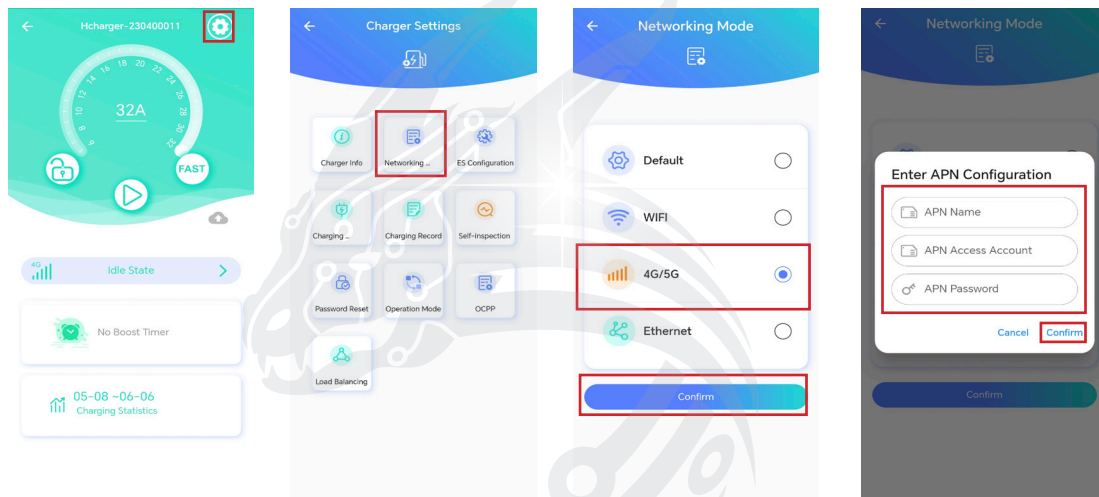 Hcharger-230400011
6
8
10
12
14
16
18
20
22
24
26
28
30
32
32A
FAST
4G
Idle State
No Boost Timer
05-08 ~06-06
Charging Statistics
Charger Settings
Charger Info
Networking ...
ES Configuration
Charging ...
Charging Record
Self-inspection
Password Reset
Operation Mode
OCPP
Load Balancing
Networking Mode
Default
WIFI
4G/5G
Ethernet
Confirm
Networking Mode
Enter APN Configuration
APN Name
APN Access Account
APN Password
Cancel
Confirm
Confirm